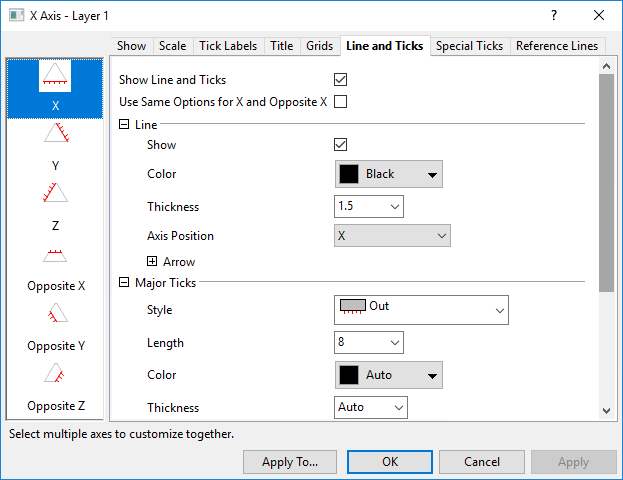 X Axis - Layer 1
Show Scale Tick Labels Title Grids Line and Ticks Special Ticks Reference Lines
X
Y
Z
Opposite X
Opposite Y
Opposite Z
Show Line and Ticks
Use Same Options for X and Opposite X
Line
Show
Color Black
Thickness 1.5
Axis Position X
Arrow
Major Ticks
Style Out
Length 8
Color Auto
Thickness Auto
Select multiple axes to customize together.
Apply To... OK Cancel Apply